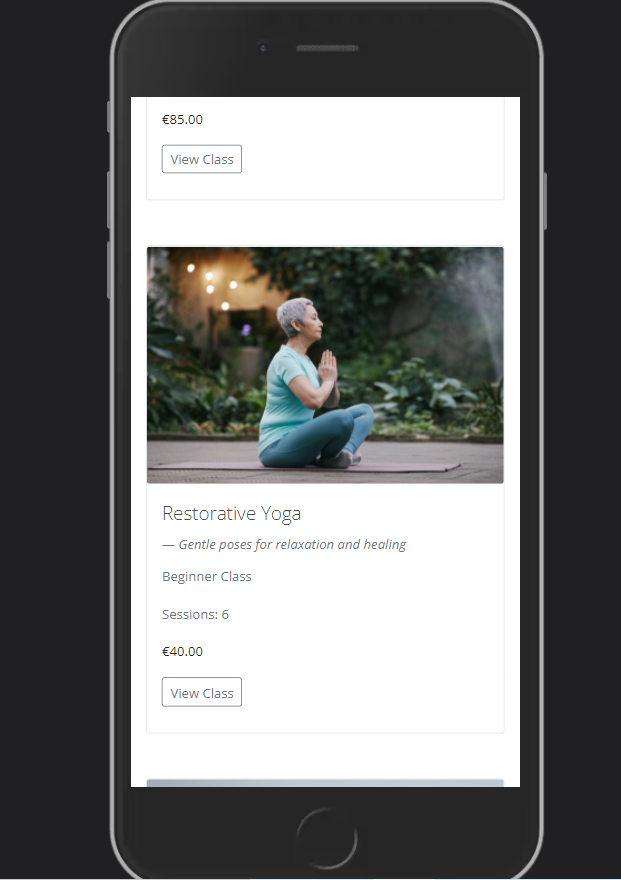 €85.00
View Class
Restorative Yoga
— Gentle poses for relaxation and healing
Beginner Class
Sessions: 6
€40.00
View Class